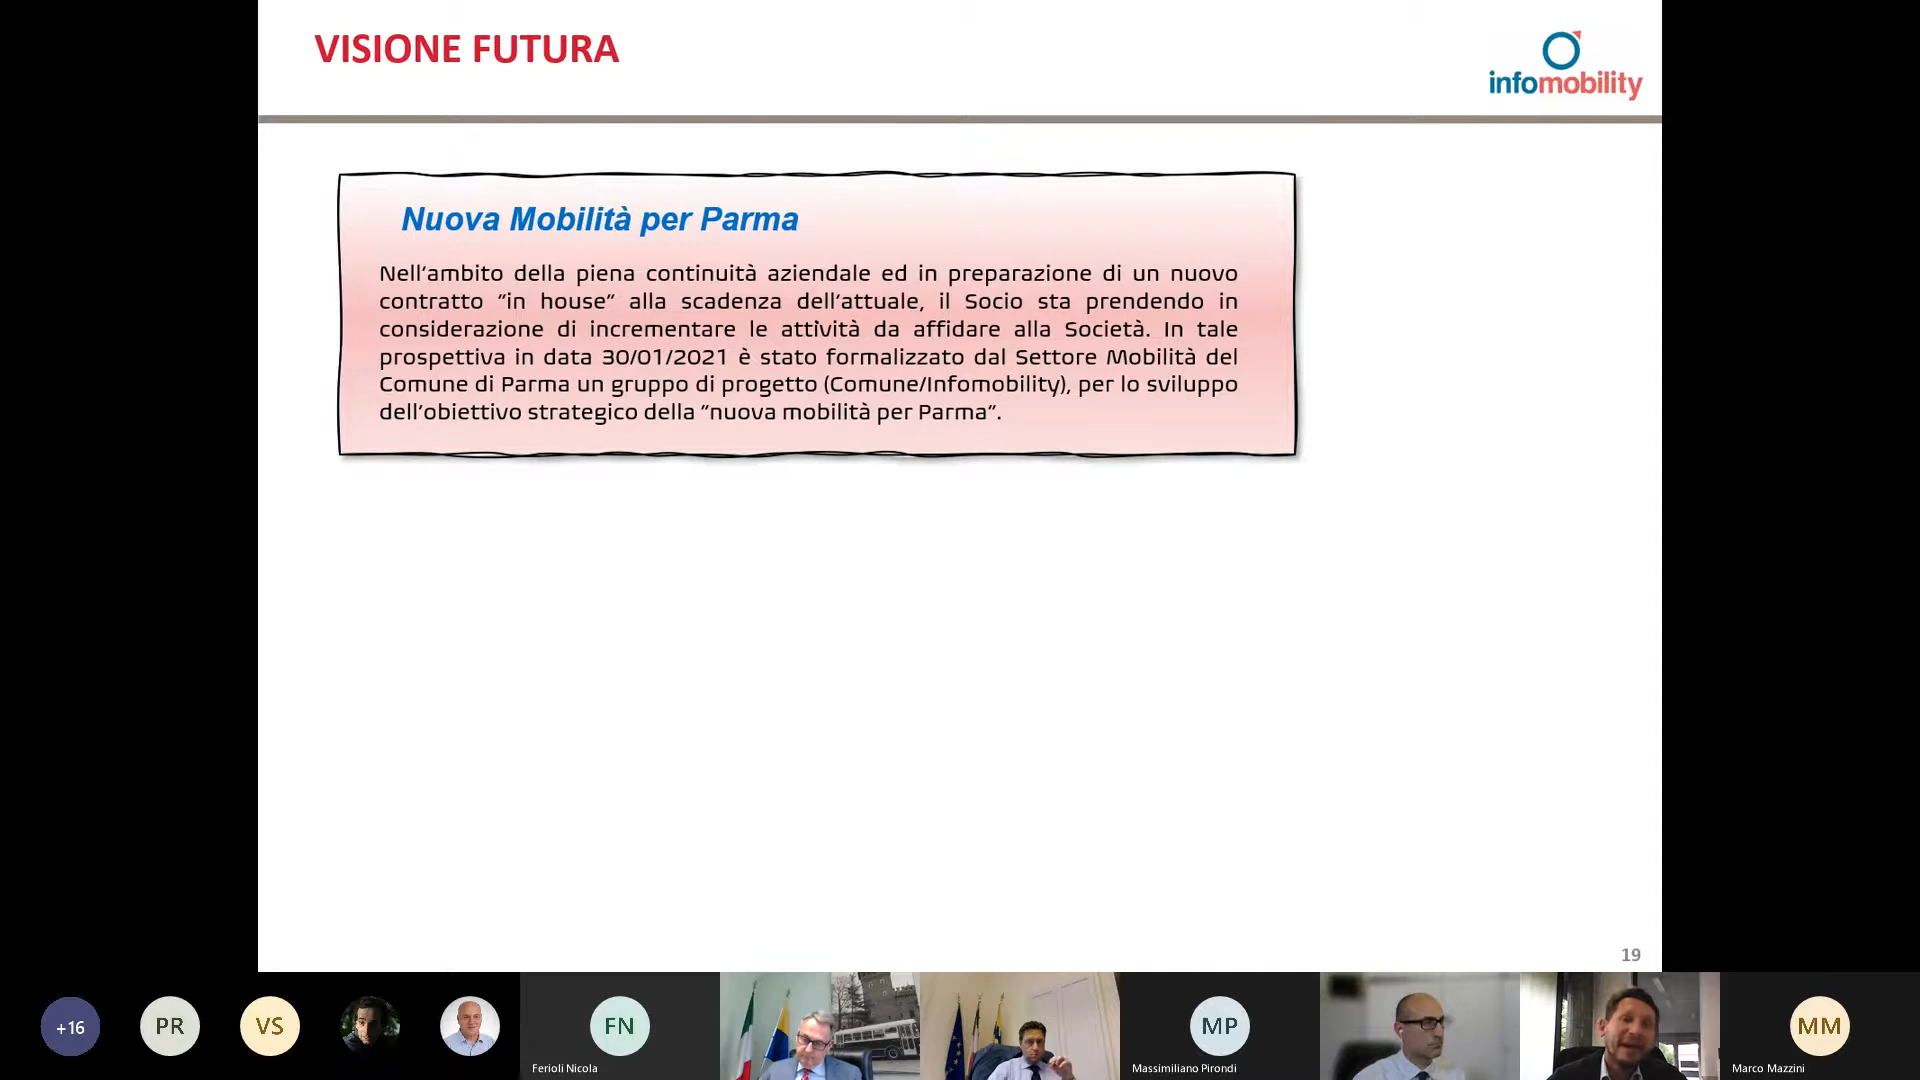 VISIONE FUTURA
infomobility
Nuova Mobilità per Parma
Nell'ambito della piena continuità aziendale ed in preparazione di un nuovo
contratto "in house" alla scadenza dell'attuale, il Socio sta prendendo in
considerazione di incrementare le attività da affidare alla Società. In tale
prospettiva in data 30/01/2021 è stato formalizzato dal Settore Mobilità del
Comune di Parma un gruppo di progetto (Comune/Infomobility), per lo sviluppo
dell'obiettivo strategico della "nuova mobilità per Parma".
19
+16
PR
VS
FN
Ferioli Nicola
MP
Massimiliano Pirondi
MM
Marco Mazzini